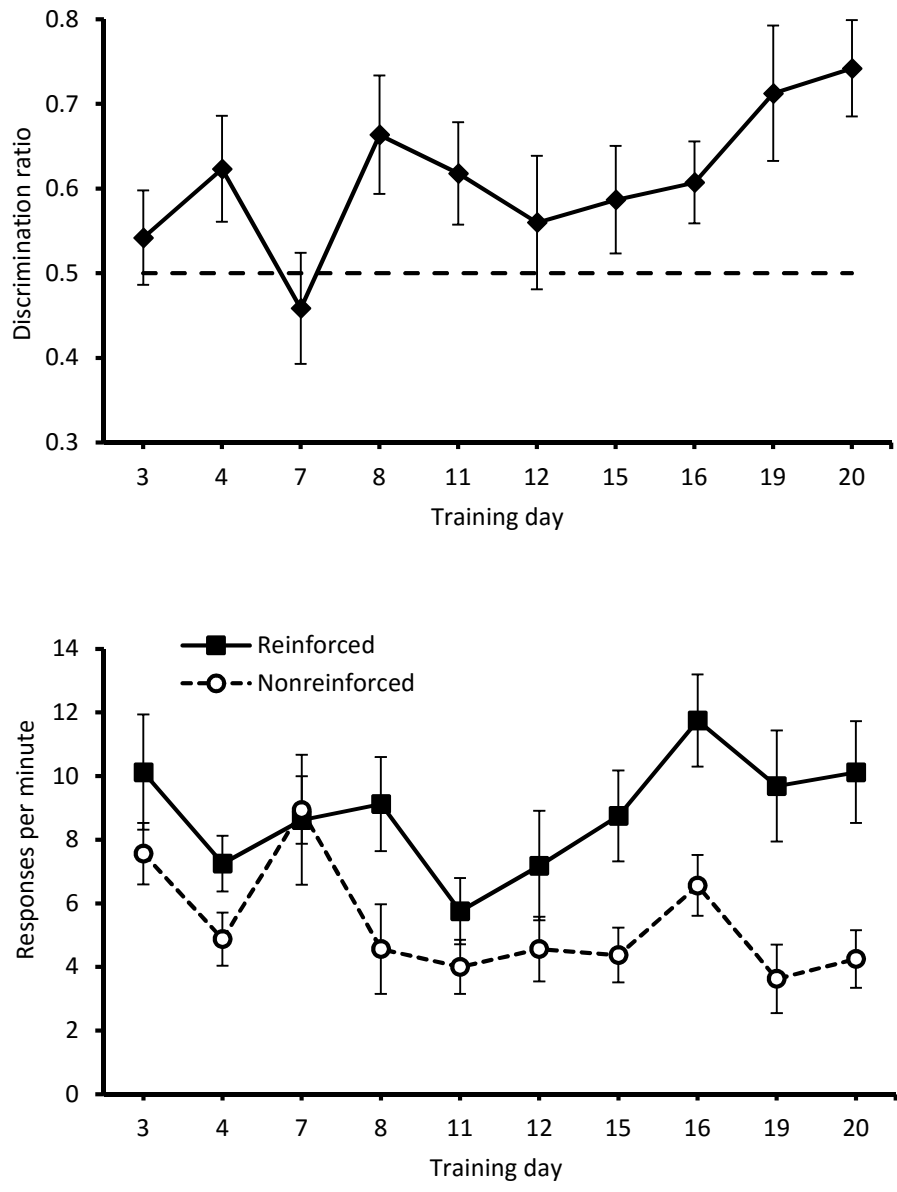 0.8
0.7
0.6
0.5
0.4
0.3
Discrimination ratio
3 4 7 8 11 12 15 16 19 20
Training day
Reinforced
Nonreinforced
14
12
10
8
6
4
2
0
Responses per minute
3 4 7 8 11 12 15 16 19 20
Training day